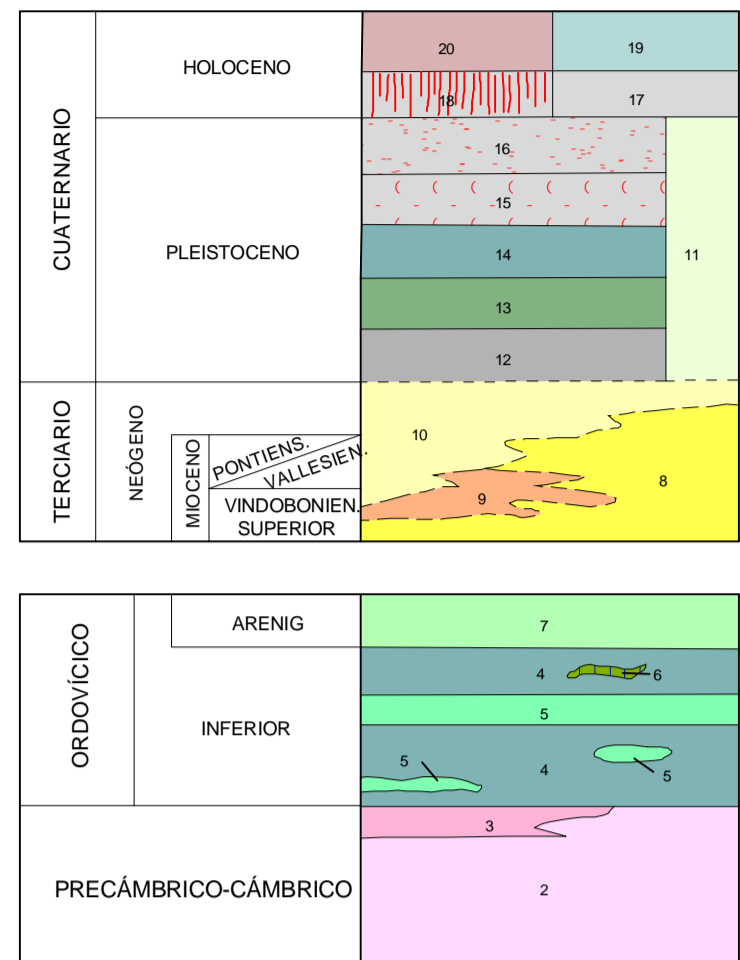 CUATERNARIO
HOLOCENO
20
19
18
17
PLEISTOCENO
16
15
14
13
12
11
TERCIARIO
NEÓGENO
MIOCENO
PONTIENS.
VALLESIEN.
VINDOBONIEN.
SUPERIOR
10
9
8
ORDOVÍCICO
ARENIG
7
INFERIOR
4
6
5
5
4
5
PRECÁMBRICO-CÁMBRICO
3
2